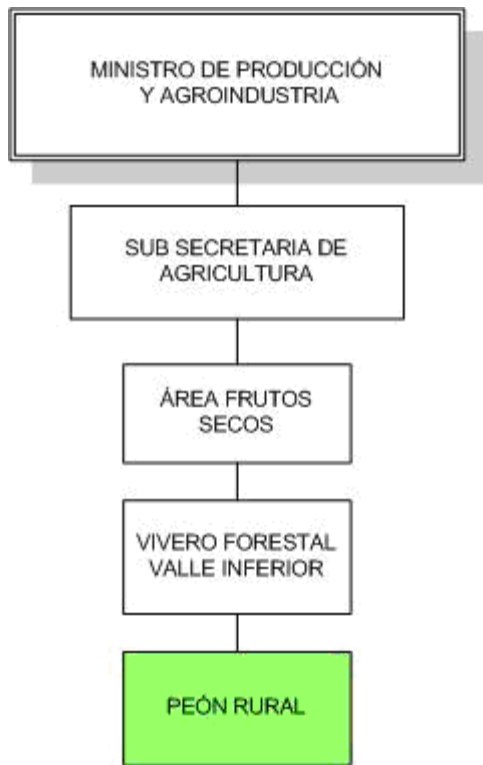 MINISTRO DE PRODUCCIÓN
Y AGROINDUSTRIA
SUB SECRETARIA DE
AGRICULTURA
ÁREA FRUTOS
SECOS
VIVERO FORESTAL
VALLE INFERIOR
PEÓN RURAL